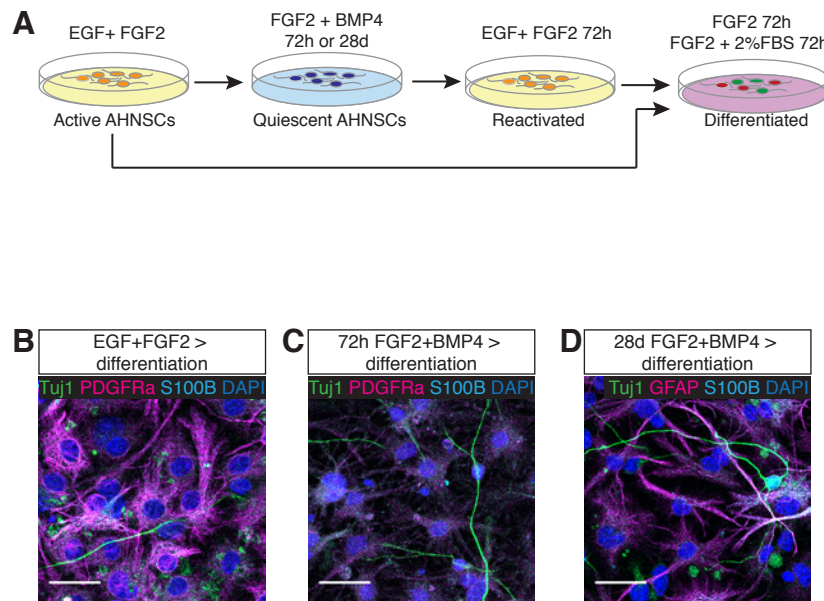 A
EGF+ FGF2
FGF2 + BMP4
72h or 28d
EGF+ FGF2 72h
FGF2 72h
FGF2 + 2%FBS 72h
Active AHNSCs
Quiescent AHNSCs
Reactivated
Differentiated
B
EGF+FGF2 >
differentiation
Tuj1 PDGFRa S100B DAPI
C
72h FGF2+BMP4 >
differentiation
Tuj1 PDGFRa S100B DAPI
D
28d FGF2+BMP4 >
differentiation
Tuj1 GFAP S100B DAPI